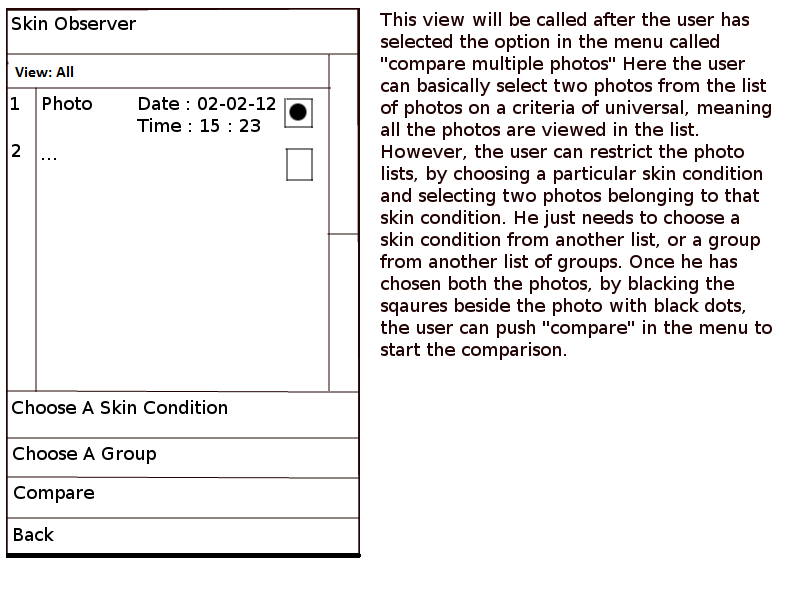 Skin Observer
View: All
1 Photo Date : 02-02-12
Time : 15 : 23
2 ...
Choose A Skin Condition
Choose A Group
Compare
Back
This view will be called after the user has
selected the option in the menu called
"compare multiple photos" Here the user
can basically select two photos from the list
of photos on a criteria of universal, meaning
all the photos are viewed in the list.
However, the user can restrict the photo
lists, by choosing a particular skin condition
and selecting two photos belonging to that
skin condition. He just needs to choose a
skin condition from another list, or a group
from another list of groups. Once he has
chosen both the photos, by blacking the
sqaures beside the photo with black dots,
the user can push "compare" in the menu to
start the comparison.